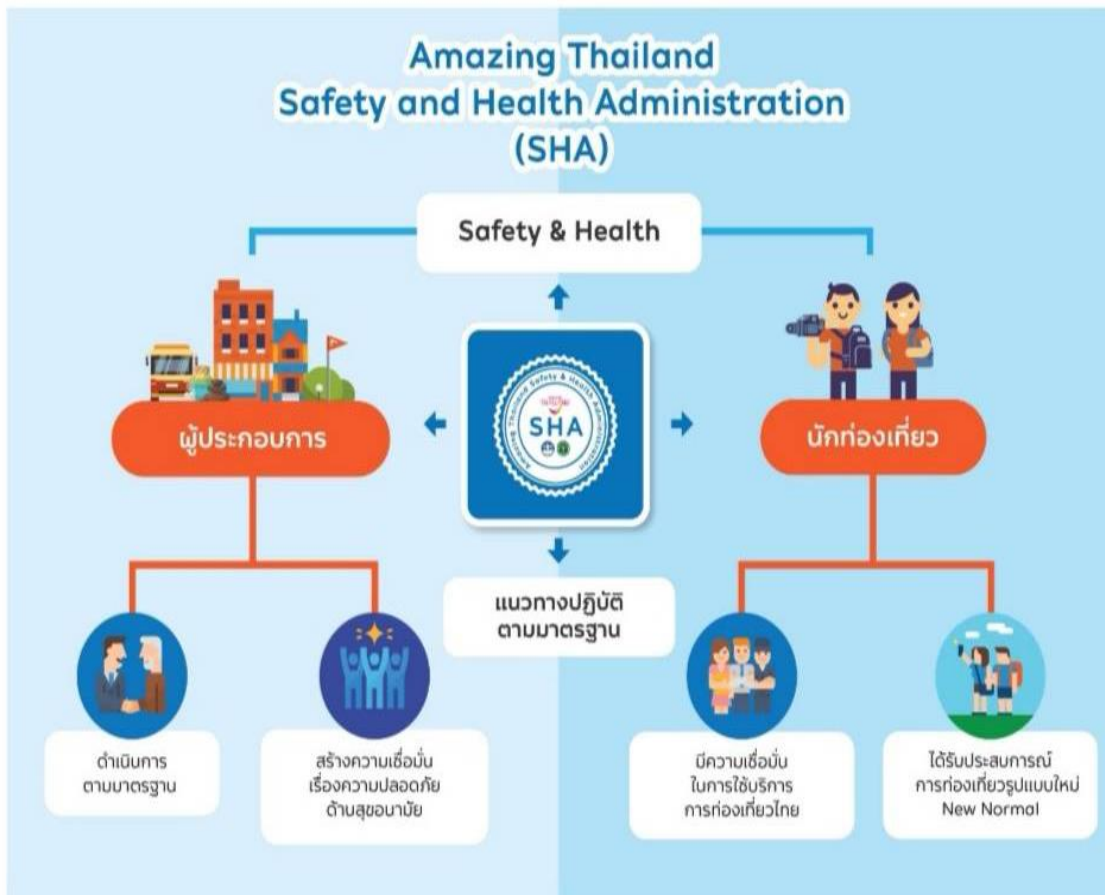 Amazing Thailand
Safety and Health Administration
(SHA)
Safety & Health
ผู้ประกอบการ
Amazing Thailand Safety & Health Administration
SHA
นักท่องเที่ยว
แนวทางปฏิบัติ
ตามมาตรฐาน
ดำเนินการ
ตามมาตรฐาน
สร้างความเชื่อมั่น
เรื่องความปลอดภัย
ด้านสุขอนามัย
มีความเชื่อมั่น
ในการใช้บริการ
การท่องเที่ยวไทย
ได้รับประสบการณ์
การท่องเที่ยวรูปแบบใหม่
New Normal